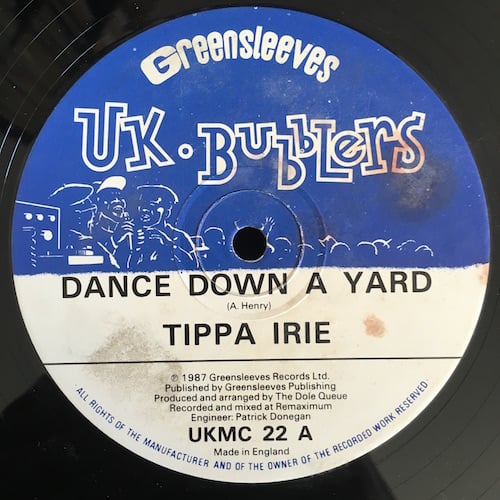 Greensleeves
UK·Bubblers
DANCE DOWN A YARD
(A. Henry)
TIPPA IRIE
℗ 1987 Greensleeves Records Ltd.
Published by Greensleeves Publishing
Produced and arranged by The Dole Queue
Recorded and mixed at Remaximum
Engineer: Patrick Donegan
UKMC 22 A
Made in England
ALL RIGHTS OF THE MANUFACTURER AND OF THE OWNER OF THE RECORDED WORK RESERVED